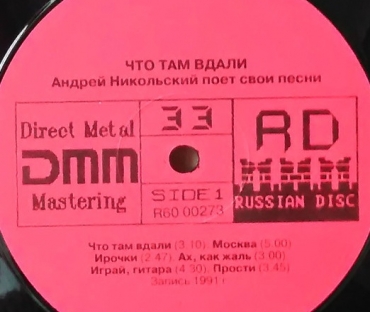 ЧТО ТАМ ВДАЛИ
Андрей Никольский поет свои песни
Direct Metal
DMM
Mastering
33
SIDE 1
R60 00273
RD
RUSSIAN DISC
Что там вдали (3.10). Москва (5.00)
Ирочки (2.47). Ах, как жаль (3.00)
Играй, гитара (4.30). Прости (3.45)
Запись 1991 г